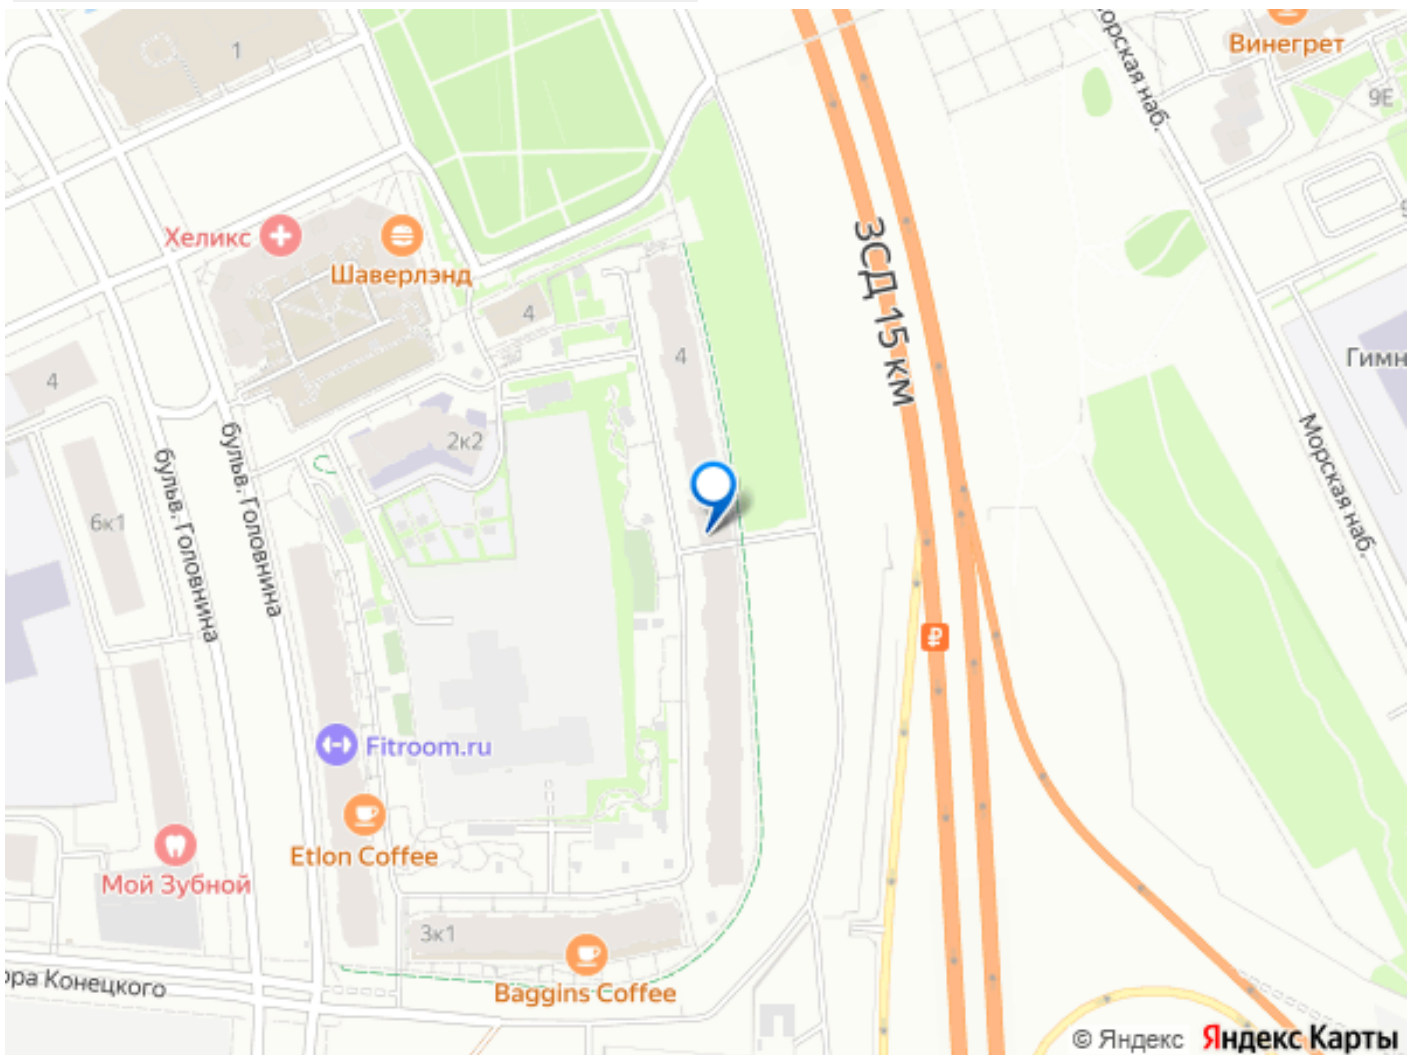 1
Морская наб.
Винегрет
9Е
Хеликс
Шаверлэнд
ЗСД 15 км
4
4
4
Гимн
2к2
6к1
бульв. Головнина
бульв. Головнина
Морская наб.
₽
Fitroom.ru
Etlon Coffee
Мой Зубной
3к1
Baggins Coffee
ора Конецкого
© Яндекс Яндекс Карты